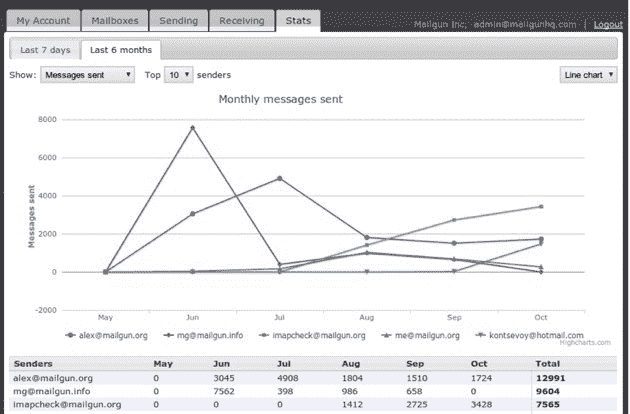 My Account Mailboxes Sending Receiving Stats
Mailgun Inc, admin@mailgunhq.com | Logout
Last 7 days Last 6 months
Show: Messages sent Top 10 senders Line chart
Monthly messages sent
Messages sent
8000
6000
4000
2000
0
-2000
May Jun Jul Aug Sep Oct
alex@mailgun.org mg@mailgun.info imapcheck@mailgun.org me@mailgun.org kontsevoy@hotmail.com
Highcharts.com
Senders May Jun Jul Aug Sep Oct Total
alex@mailgun.org 0 3045 4908 1804 1510 1724 12991
mg@mailgun.info 0 7562 398 986 658 0 9604
imapcheck@mailgun.org 0 0 0 1412 2725 3428 7565